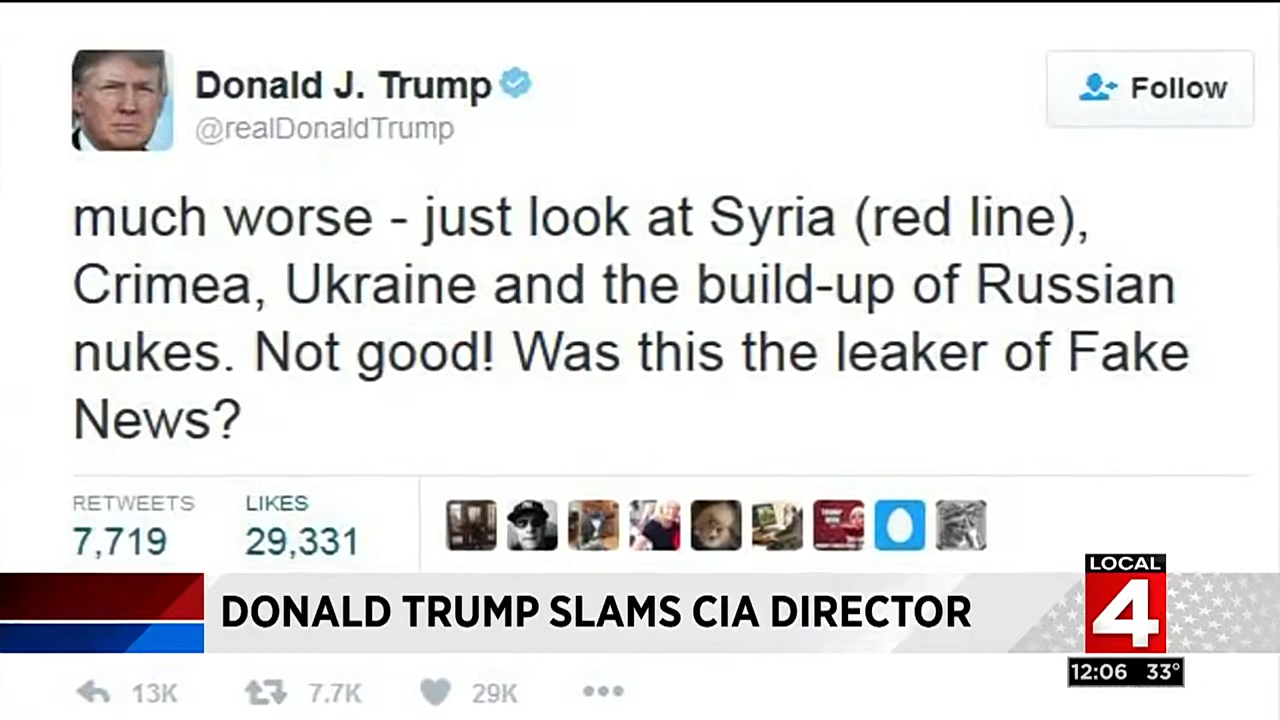 Donald J. Trump
@realDonaldTrump
Follow
much worse - just look at Syria (red line),
Crimea, Ukraine and the build-up of Russian
nukes. Not good! Was this the leaker of Fake
News?
RETWEETS LIKES
7,719 29,331
DONALD TRUMP SLAMS CIA DIRECTOR
LOCAL
4
12:06 33°
13K 7.7K 29K